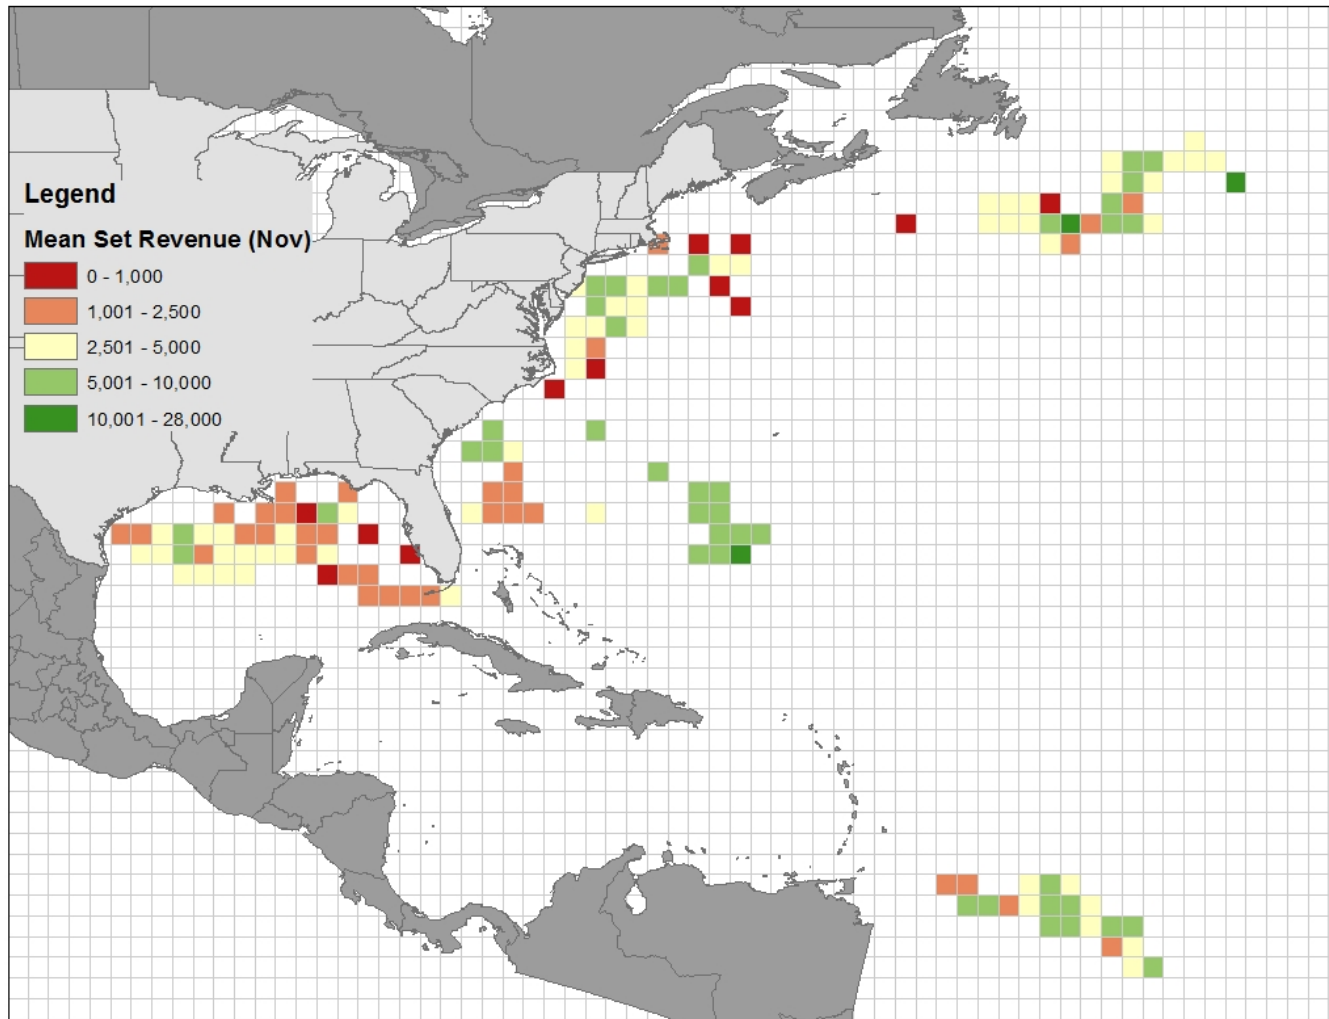 Legend
Mean Set Revenue (Nov)
0 - 1,000
1,001 - 2,500
2,501 - 5,000
5,001 - 10,000
10,001 - 28,000